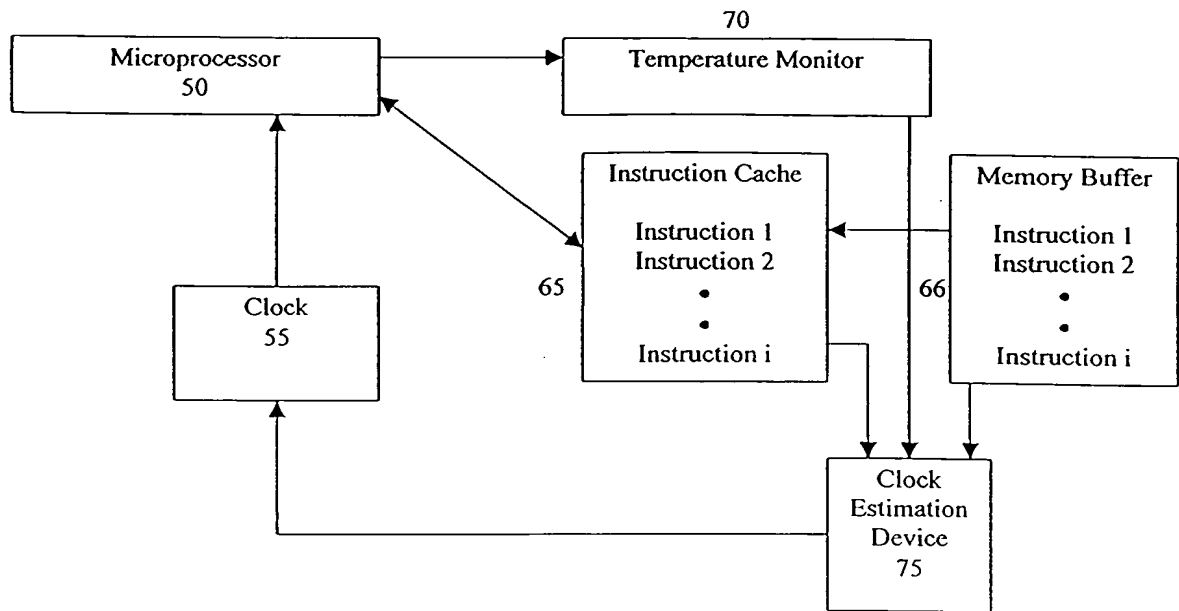 70
Microprocessor
50
Temperature Monitor
Instruction Cache
Instruction 1
Instruction 2
Instruction i
65
Memory Buffer
Instruction 1
Instruction 2
Instruction i
66
Clock
55
Clock
Estimation
Device
75